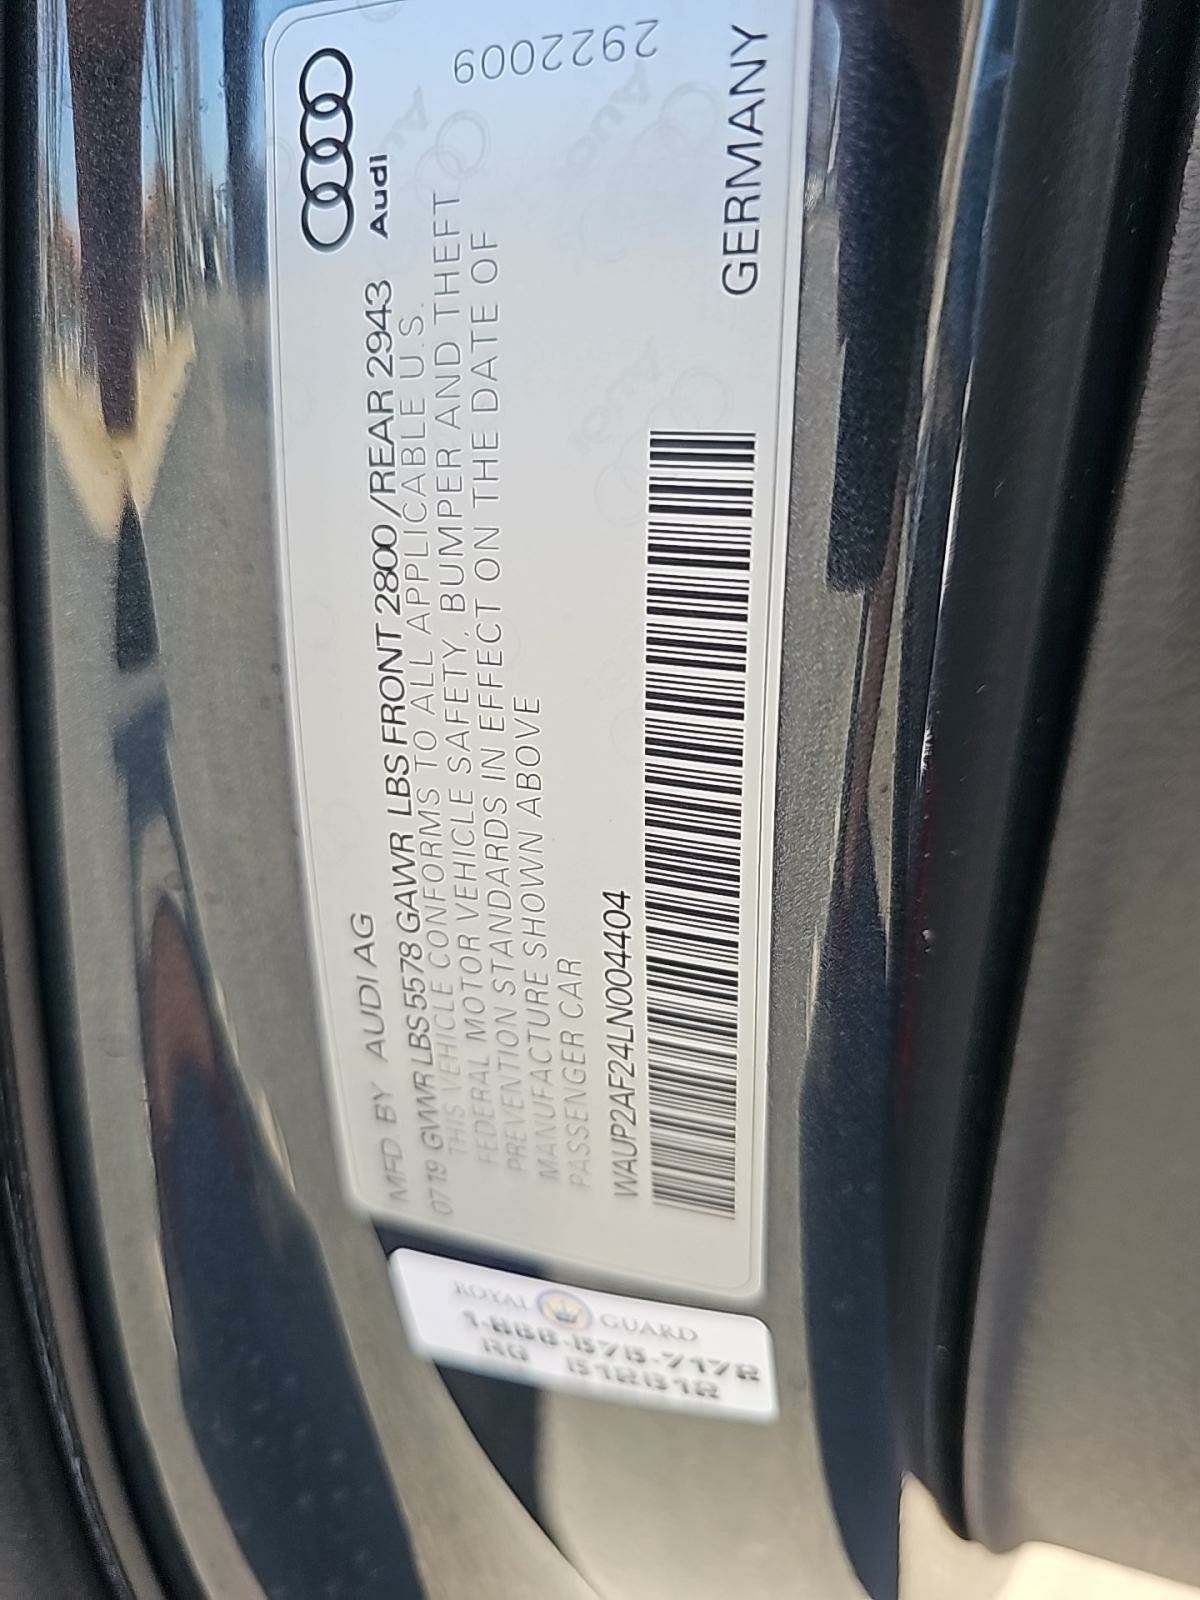 MFD BY AUDI AG
Audi
0719 GVWR LBS 5578 GAWR LBS FRONT 2800 /REAR 2943
THIS VEHICLE CONFORMS TO ALL APPLICABLE U.S.
FEDERAL MOTOR VEHICLE SAFETY, BUMPER AND THEFT
PREVENTION STANDARDS IN EFFECT ON THE DATE OF
MANUFACTURE SHOWN ABOVE
PASSENGER CAR
WAUP2AF24LN004404
GERMANY
2922009
ROYAL GUARD
RG